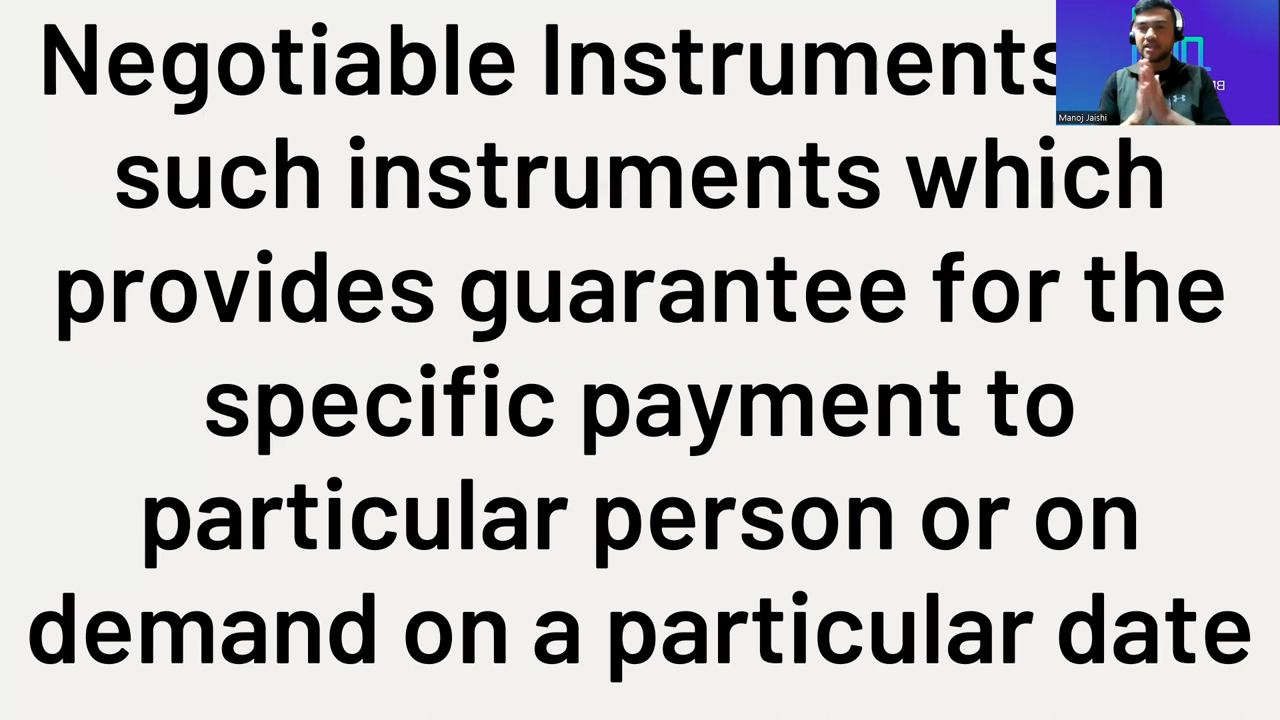 Negotiable Instruments
such instruments which
provides guarantee for the
specific payment to
particular person or on
demand on a particular date
Manoj Jaishi